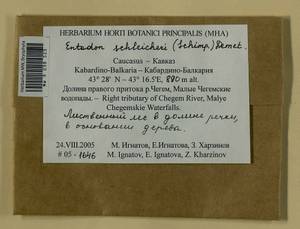 HERBARIUM HORTI BOTANICI PRINCIPALIS (MHA)
Entodon schleicheri (Schimp.) Demet.
Caucasus – Кавказ
Kabardino-Balkaria – Кабардино-Балкария
43° 28' N – 43° 16.5'E, 880 m alt.
Долина правого притока р.Чегем, Малые Чегемские
водопады. – Right tributary of Chegem River, Malye
Chegemskie Waterfalls.
Лиственный лес в долине речки,
в основании дерева.
24.VIII.2005 М. Игнатов, Е.Игнатова, З. Харзинов
# 05 - 1646 M. Ignatov, E. Ignatova, Z. Kharzinov